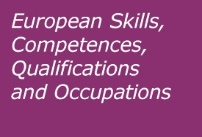 European Skills,
Competences,
Qualifications
and Occupations